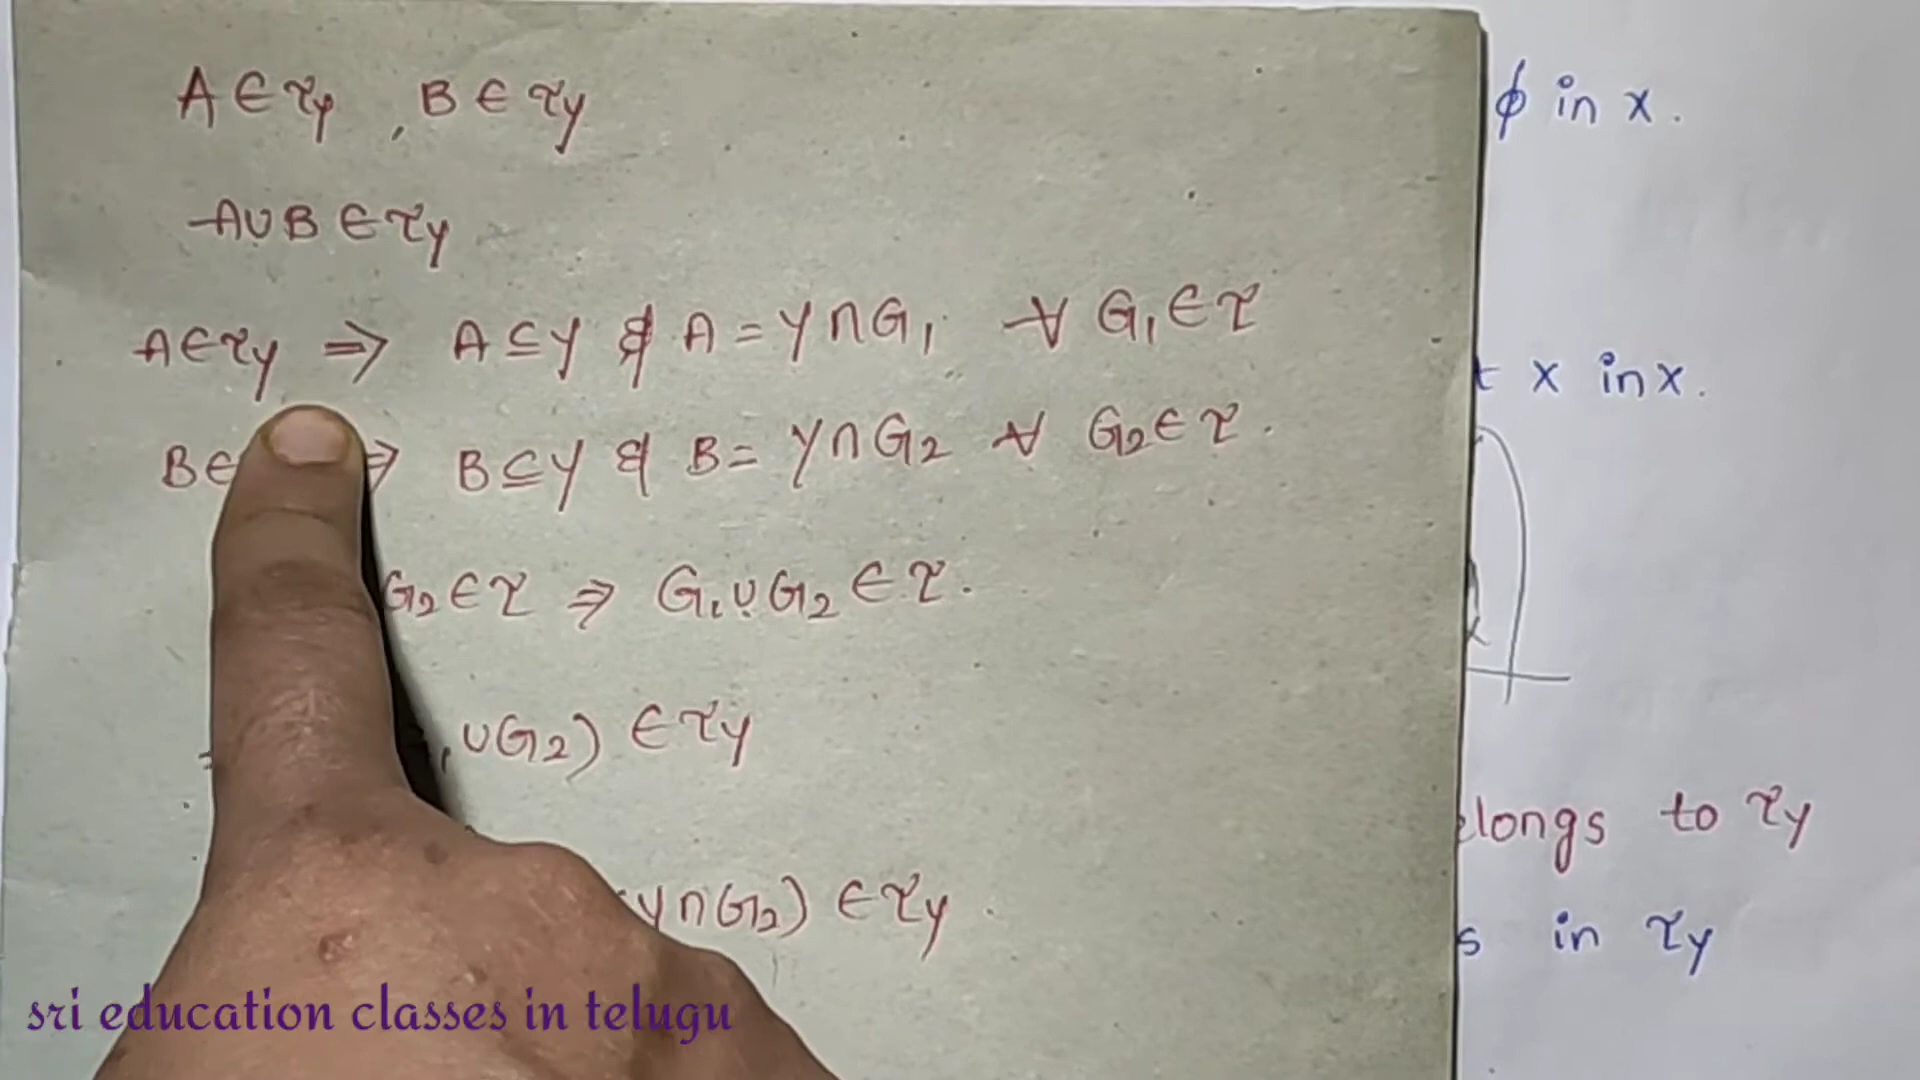 A ∈ τy , B ∈ τy
A∪B ∈ τy
A∈τy ⇒ A ⊆ y & A = y∩G₁ ∀ G₁∈τ
B∈ ⇒ B⊆y & B = y∩G₂ ∀ G₂∈τ.
G₂∈τ ⇒ G₁∪G₂ ∈ τ.
∪G₂) ∈ τy
y∩G₂) ∈ τy .
ϕ in x .
x in x .
to τy
in τy
sri education classes in telugu